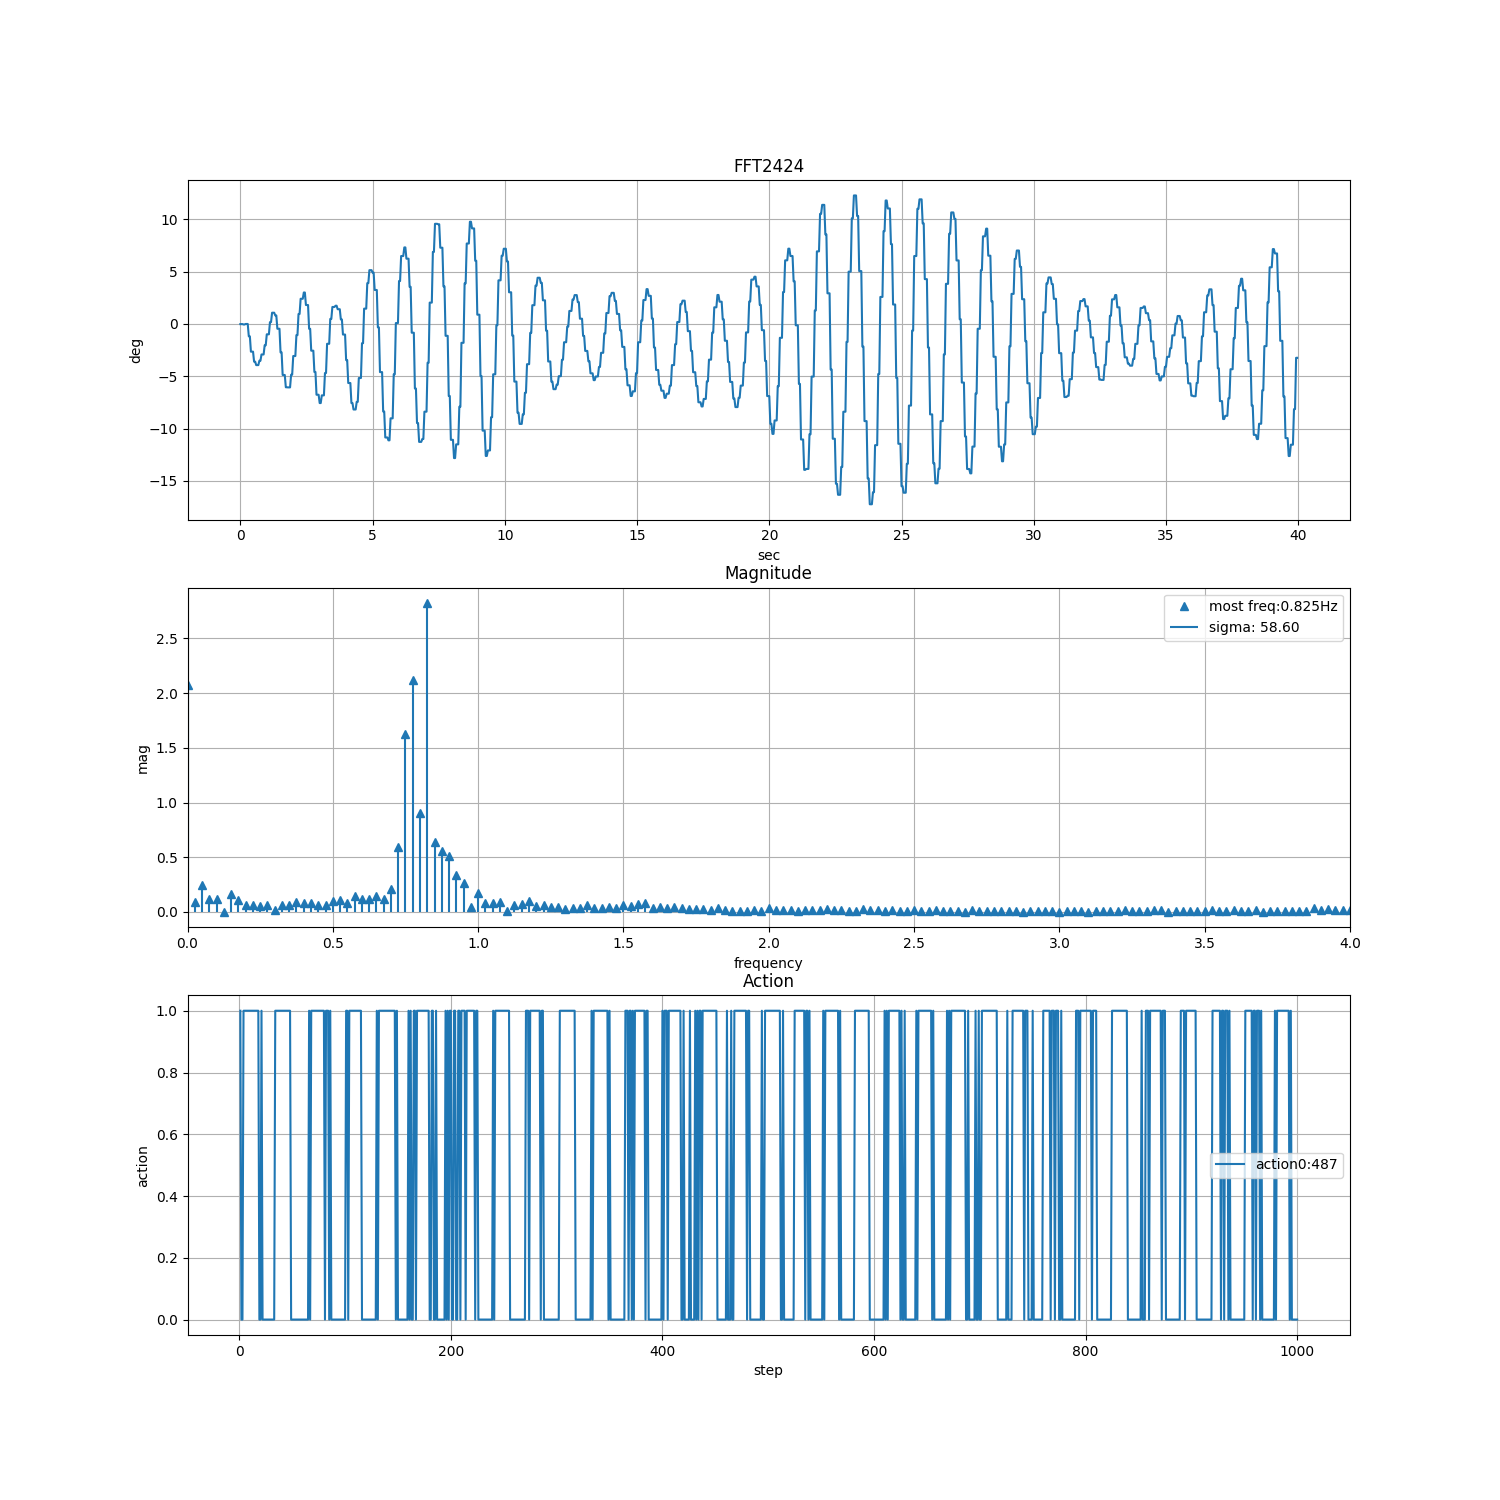 FFT2424
10
5
0
−5
−10
−15
deg
0 5 10 15 20 25 30 35 40
sec
Magnitude
most freq:0.825Hz
sigma: 58.60
2.5
2.0
1.5
1.0
0.5
0.0
mag
0.0 0.5 1.0 1.5 2.0 2.5 3.0 3.5 4.0
frequency
Action
1.0
0.8
0.6
0.4
0.2
0.0
action
action0:487
0 200 400 600 800 1000
step